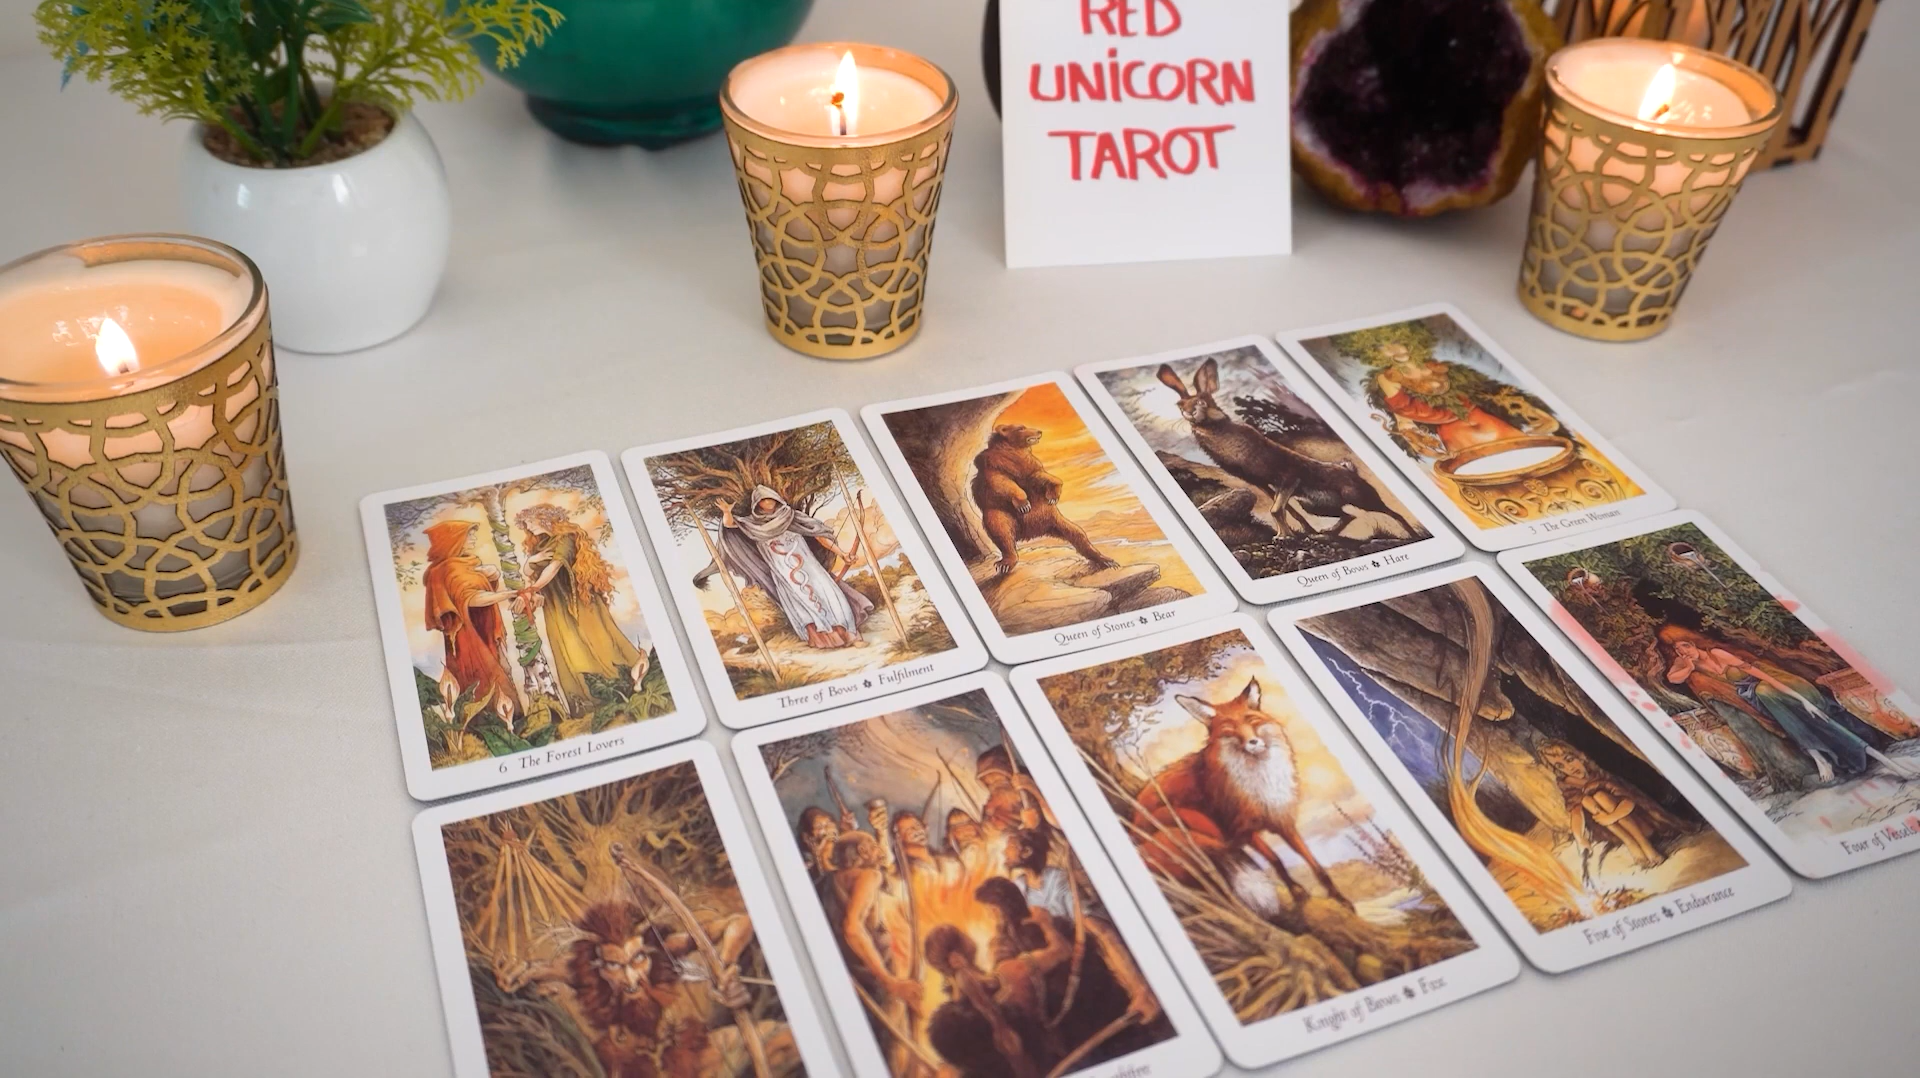 RED
UNiCORN
TAROT
3 The Green Woman
Queen of Bows Hare
Queen of Stones Bear
Three of Bows Fulfilment
6 The Forest Lovers
Four of Vessels
Five of Stones Endurance
Knight of Bows Fox